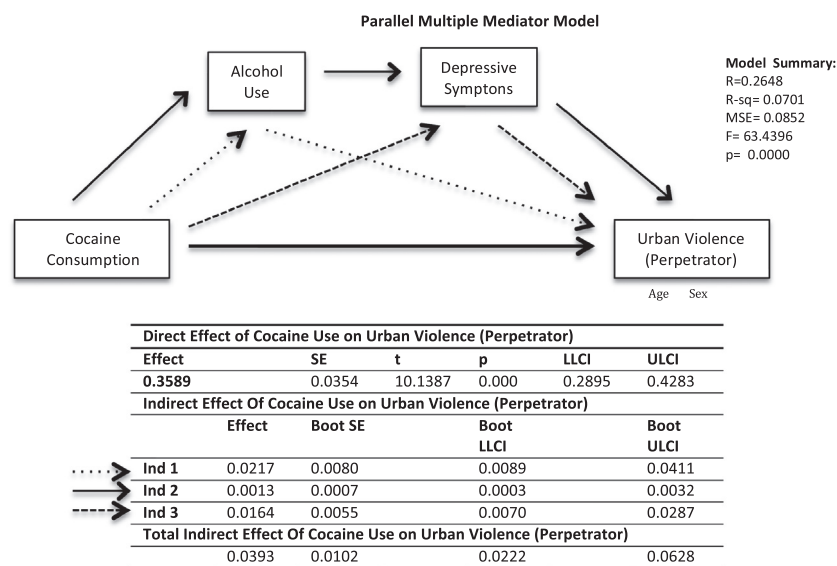 Parallel Multiple Mediator Model
Alcohol
Use
Depressive
Symptons
Model Summary:
R=0.2648
R-sq= 0.0701
MSE= 0.0852
F= 63.4396
p= 0.0000
Cocaine
Consumption
Urban Violence
(Perpetrator)
Age Sex
Direct Effect of Cocaine Use on Urban Violence (Perpetrator)
Effect SE t p LLCI ULCI
0.3589 0.0354 10.1387 0.000 0.2895 0.4283
Indirect Effect Of Cocaine Use on Urban Violence (Perpetrator)
Effect Boot SE Boot Boot
LLCI ULCI
Ind 1 0.0217 0.0080 0.0089 0.0411
Ind 2 0.0013 0.0007 0.0003 0.0032
Ind 3 0.0164 0.0055 0.0070 0.0287
Total Indirect Effect Of Cocaine Use on Urban Violence (Perpetrator)
0.0393 0.0102 0.0222 0.0628